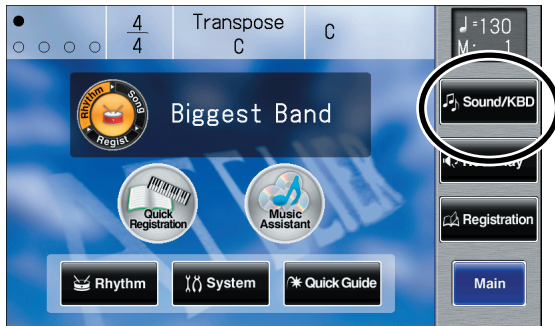 4
4
Transpose
C
C
♩=130
M: 1
Rhythm
Song
Regist
Biggest Band
Sound/KBD
Quick
Registration
Music
Assistant
Registration
Rhythm
System
Quick Guide
Main